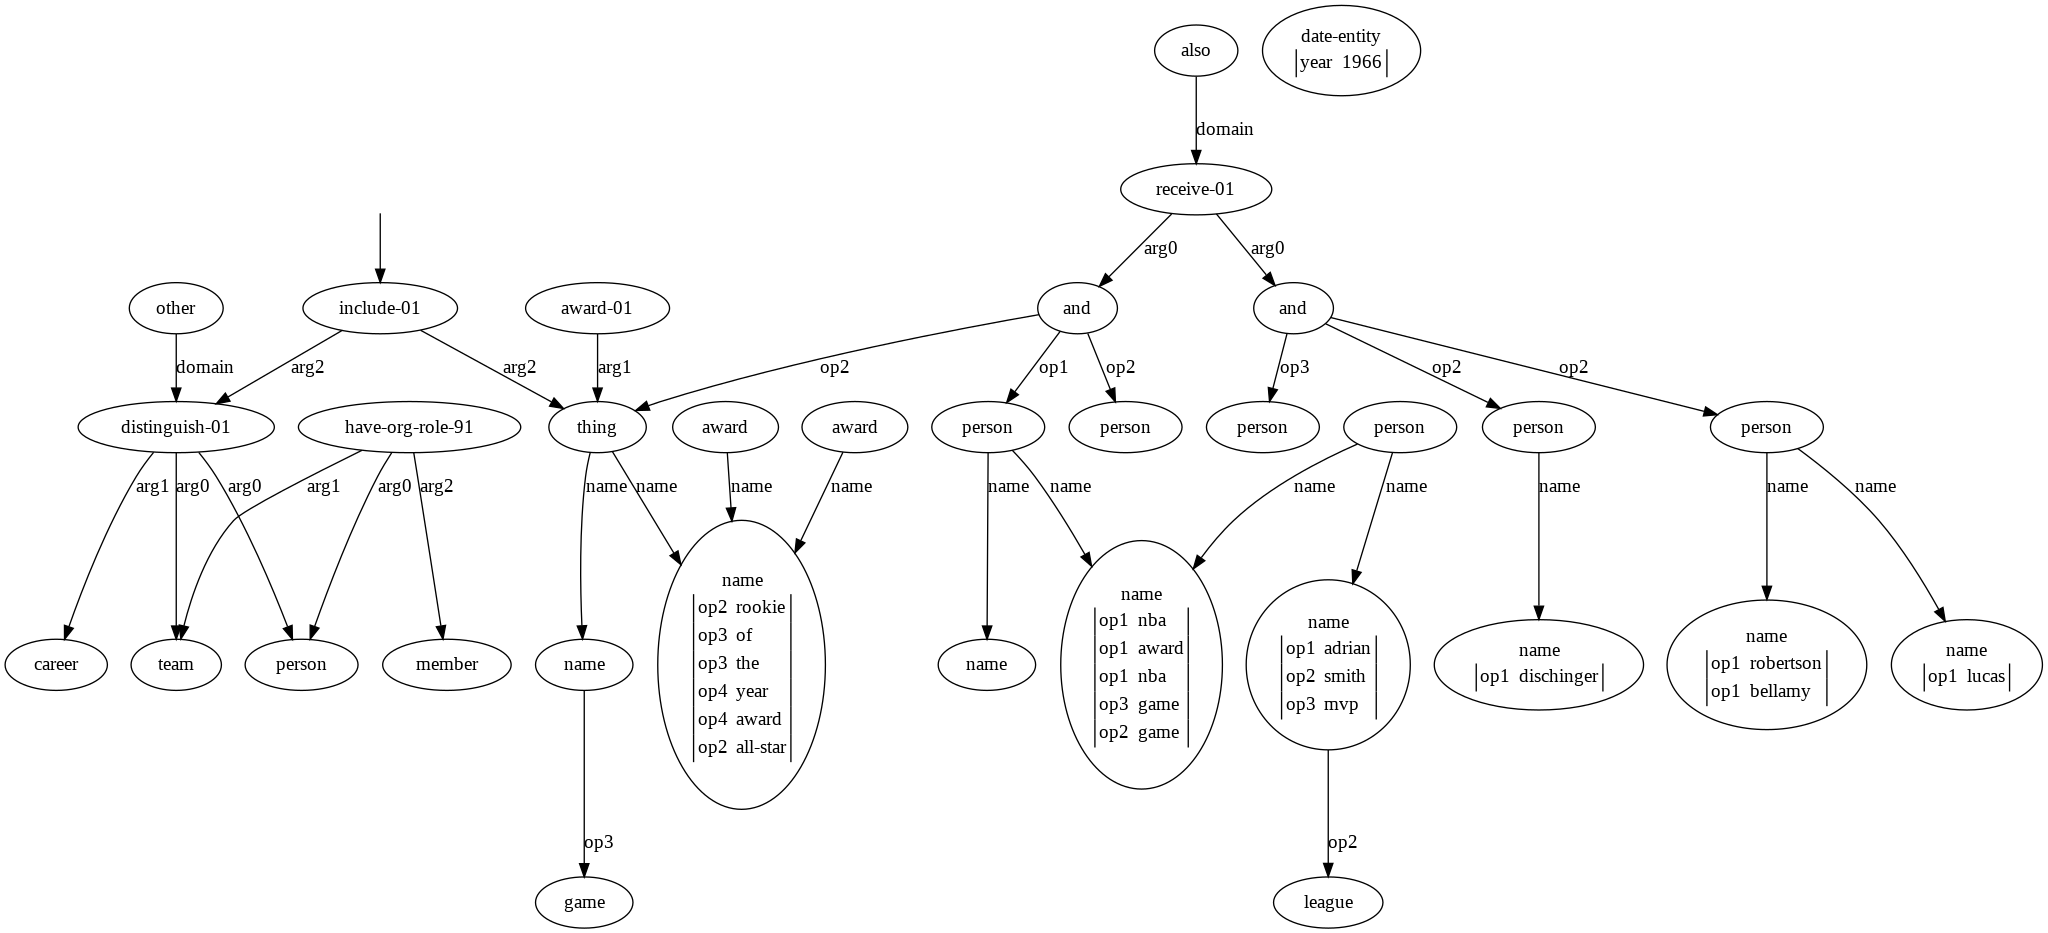 also
date-entity
year 1966
domain
receive-01
arg0 arg0
other include-01 award-01 and and
domain arg2 arg2 arg1 op2 op1 op2 op3 op2 op2
distinguish-01 have-org-role-91 thing award award person person person person person person
arg1 arg0 arg0 arg1 arg0 arg2 name name name name name name name name name name name
career team person member name
name
op2 rookie
op3 of
op3 the
op4 year
op4 award
op2 all-star
name
name
op1 nba
op1 award
op1 nba
op3 game
op2 game
name
op1 adrian
op2 smith
op3 mvp
name
op1 dischinger
name
op1 robertson
op1 bellamy
name
op1 lucas
op3 op2
game league